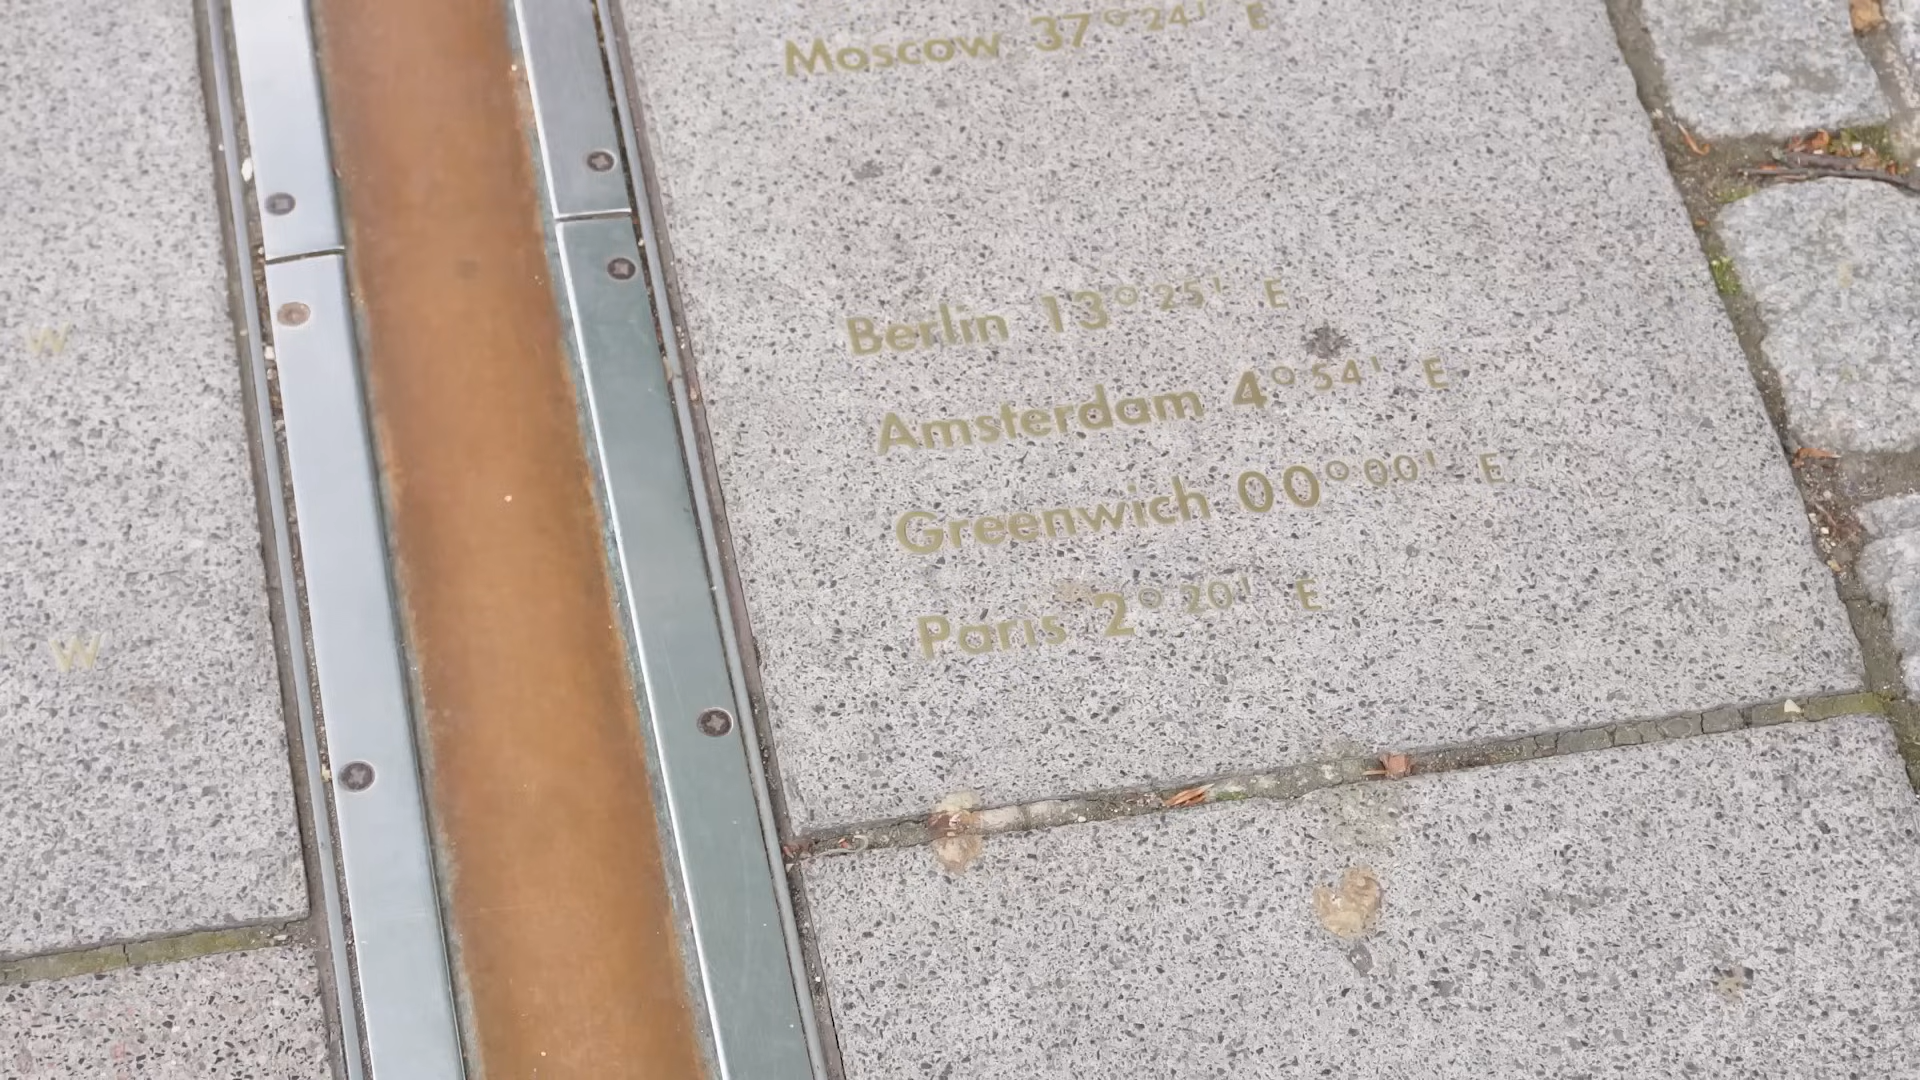 Moscow 37° 24' E
Berlin 13° 25' E
Amsterdam 4° 54' E
Greenwich 00° 00' E
Paris 2° 20' E
W
W